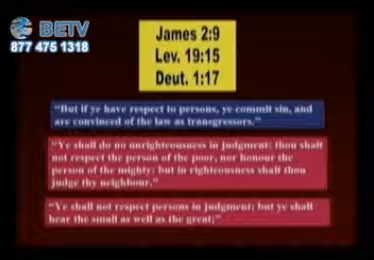 BETV
877 475 1318
James 2:9
Lev. 19:15
Deut. 1:17
"But if ye have respect to persons, ye commit sin, and
are convinced of the law as transgressors."
"Ye shall do no unrighteousness in judgment: thou shalt
not respect the person of the poor, nor honour the
person of the mighty: but in righteousness shalt thou
judge thy neighbour."
"Ye shall not respect persons in judgment; but ye shall
hear the small as well as the great;"